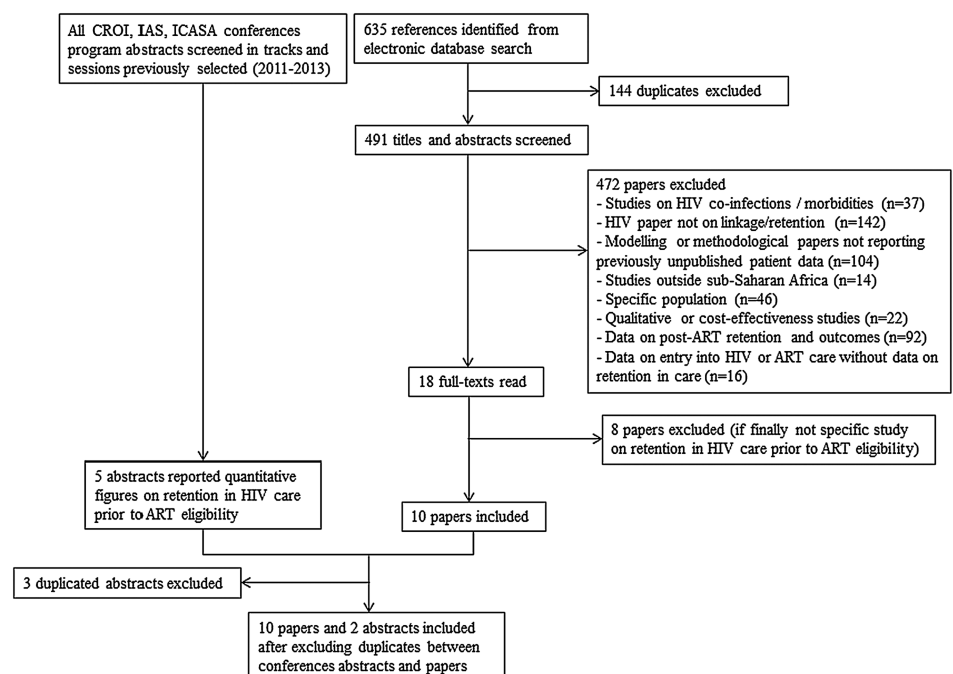 All CROI, IAS, ICASA conferences
program abstracts screened in tracks and
sessions previously selected (2011-2013)
635 references identified from
electronic database search
144 duplicates excluded
491 titles and abstracts screened
472 papers excluded
- Studies on HIV co-infections / morbidities (n=37)
- HIV paper not on linkage/retention (n=142)
- Modelling or methodological papers not reporting
previously unpublished patient data (n=104)
- Studies outside sub-Saharan Africa (n=14)
- Specific population (n=46)
- Qualitative or cost-effectiveness studies (n=22)
- Data on post-ART retention and outcomes (n=92)
- Data on entry into HIV or ART care without data on
retention in care (n=16)
18 full-texts read
8 papers excluded (if finally not specific study
on retention in HIV care prior to ART eligibility)
5 abstracts reported quantitative
figures on retention in HIV care
prior to ART eligibility
10 papers included
3 duplicated abstracts excluded
10 papers and 2 abstracts included
after excluding duplicates between
conferences abstracts and papers